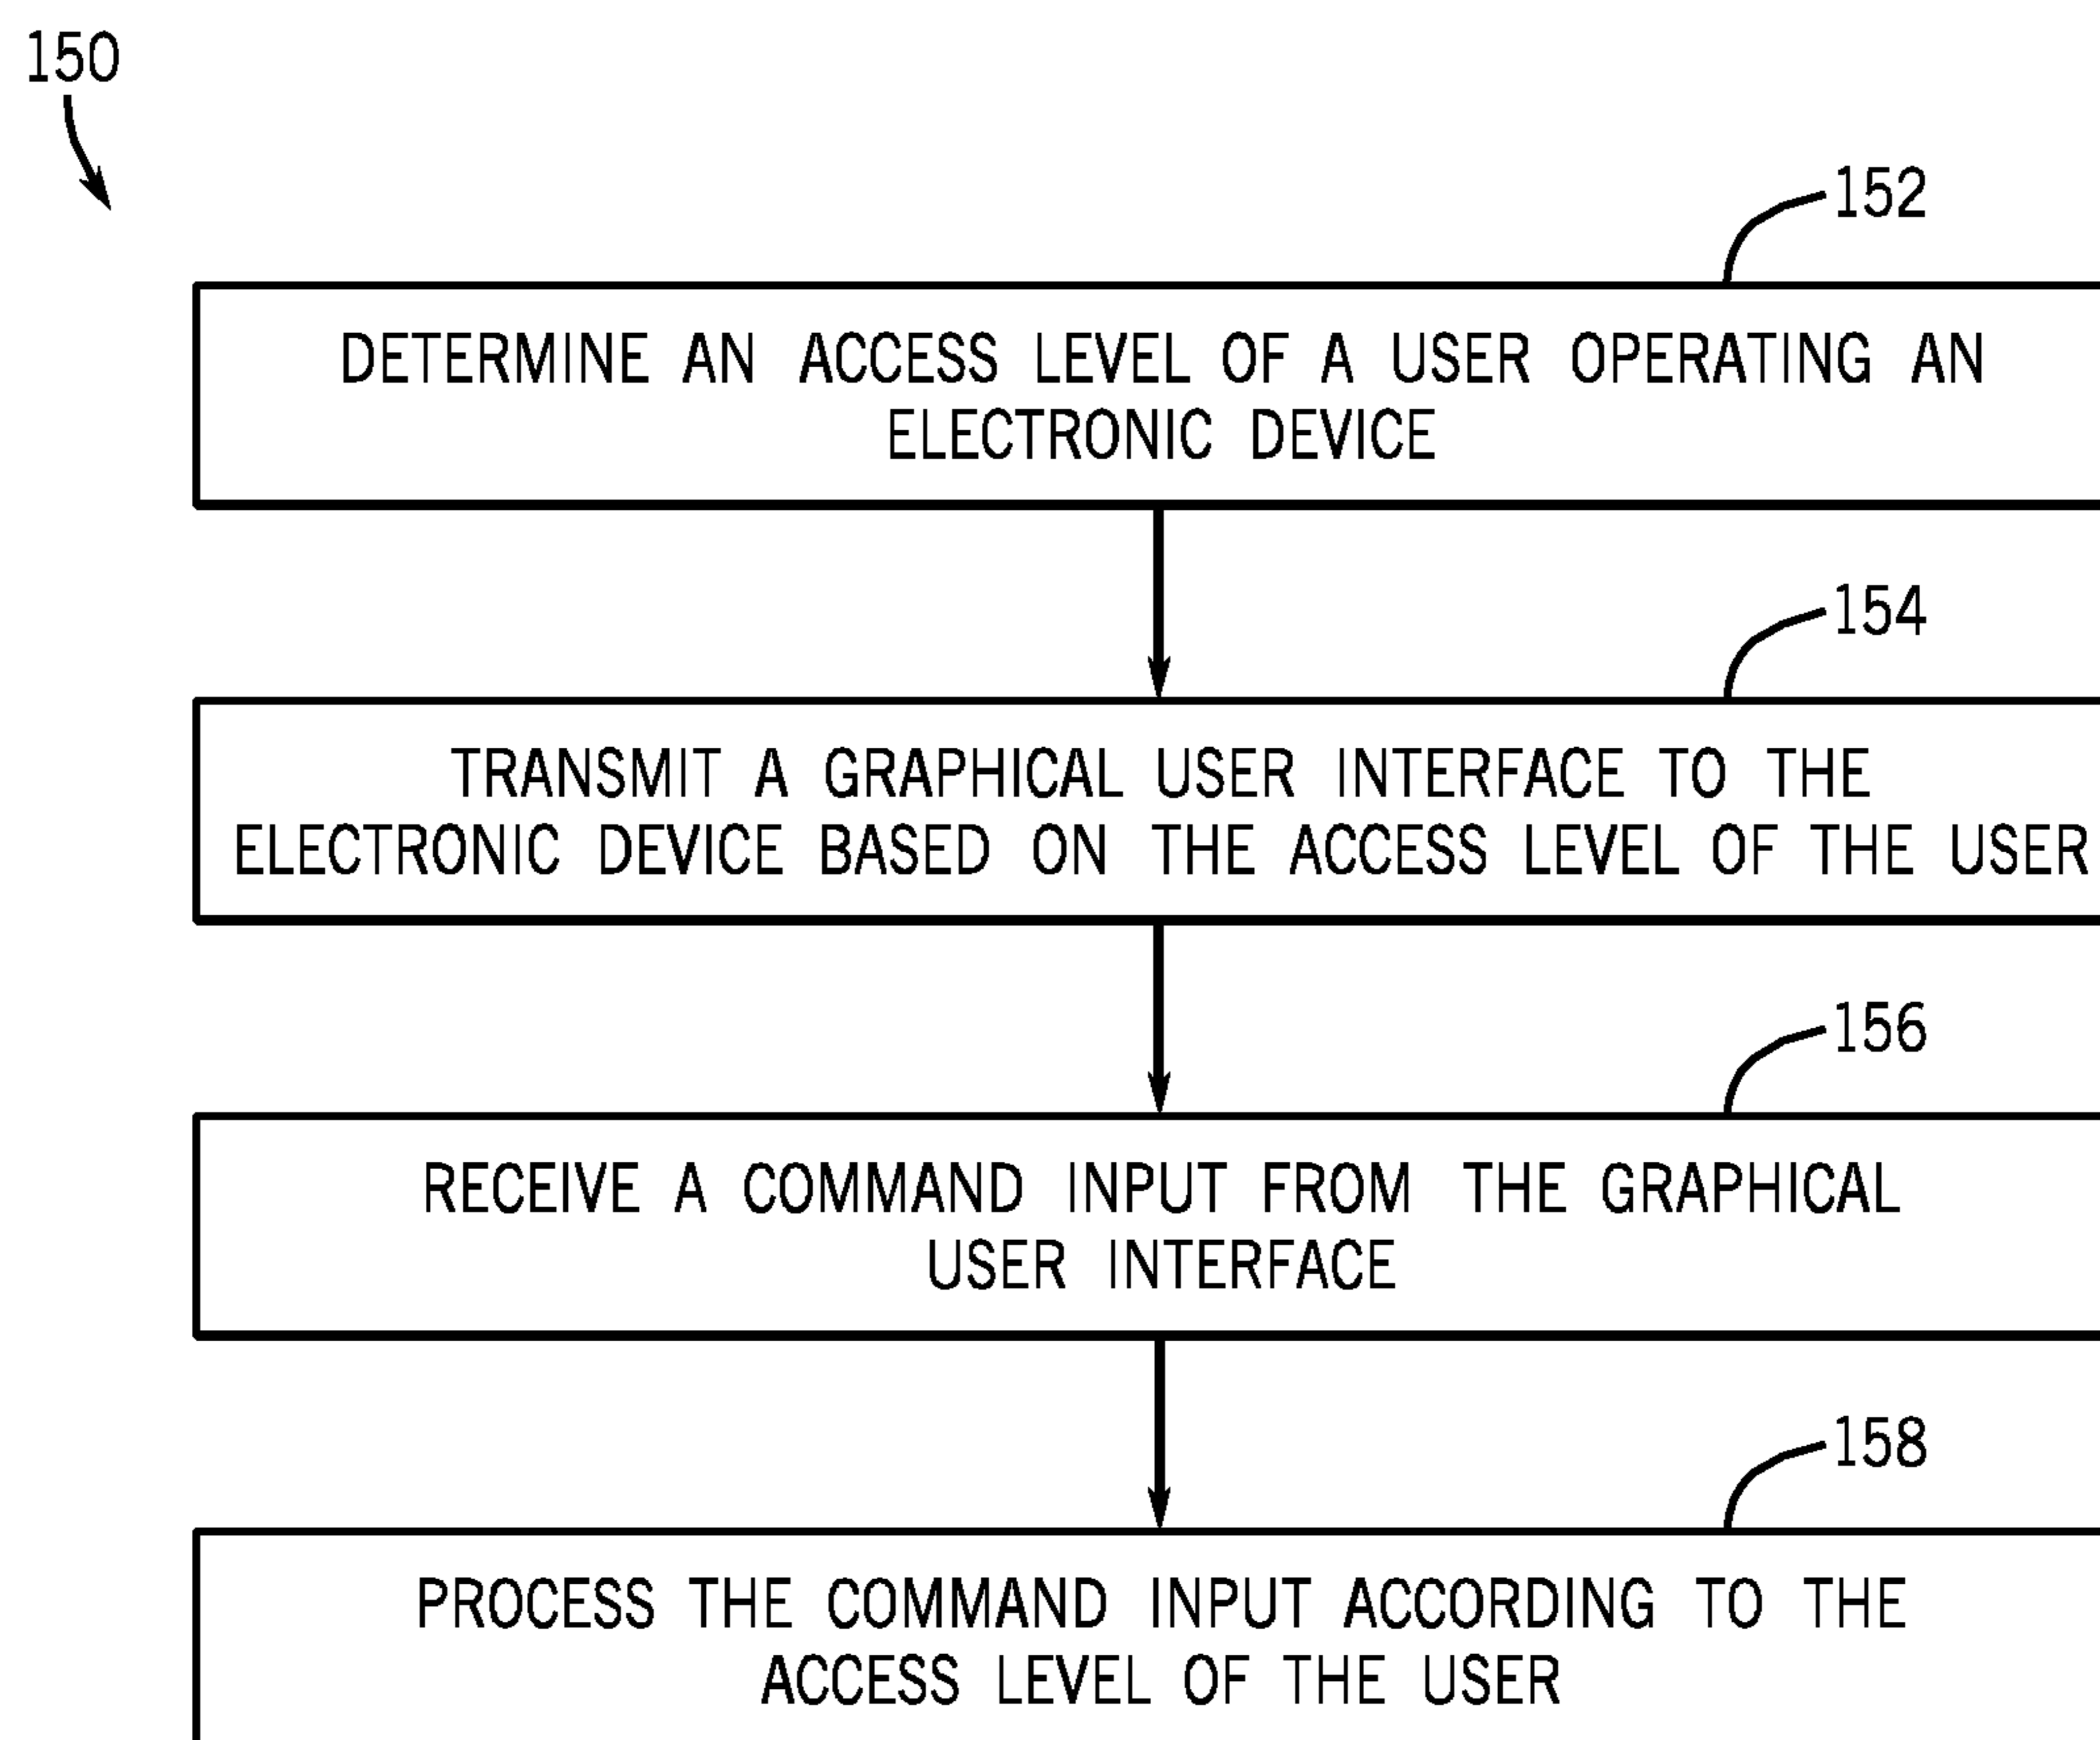 150
152
DETERMINE AN ACCESS LEVEL OF A USER OPERATING AN
ELECTRONIC DEVICE
154
TRANSMIT A GRAPHICAL USER INTERFACE TO THE
ELECTRONIC DEVICE BASED ON THE ACCESS LEVEL OF THE USER
156
RECEIVE A COMMAND INPUT FROM THE GRAPHICAL
USER INTERFACE
158
PROCESS THE COMMAND INPUT ACCORDING TO THE
ACCESS LEVEL OF THE USER